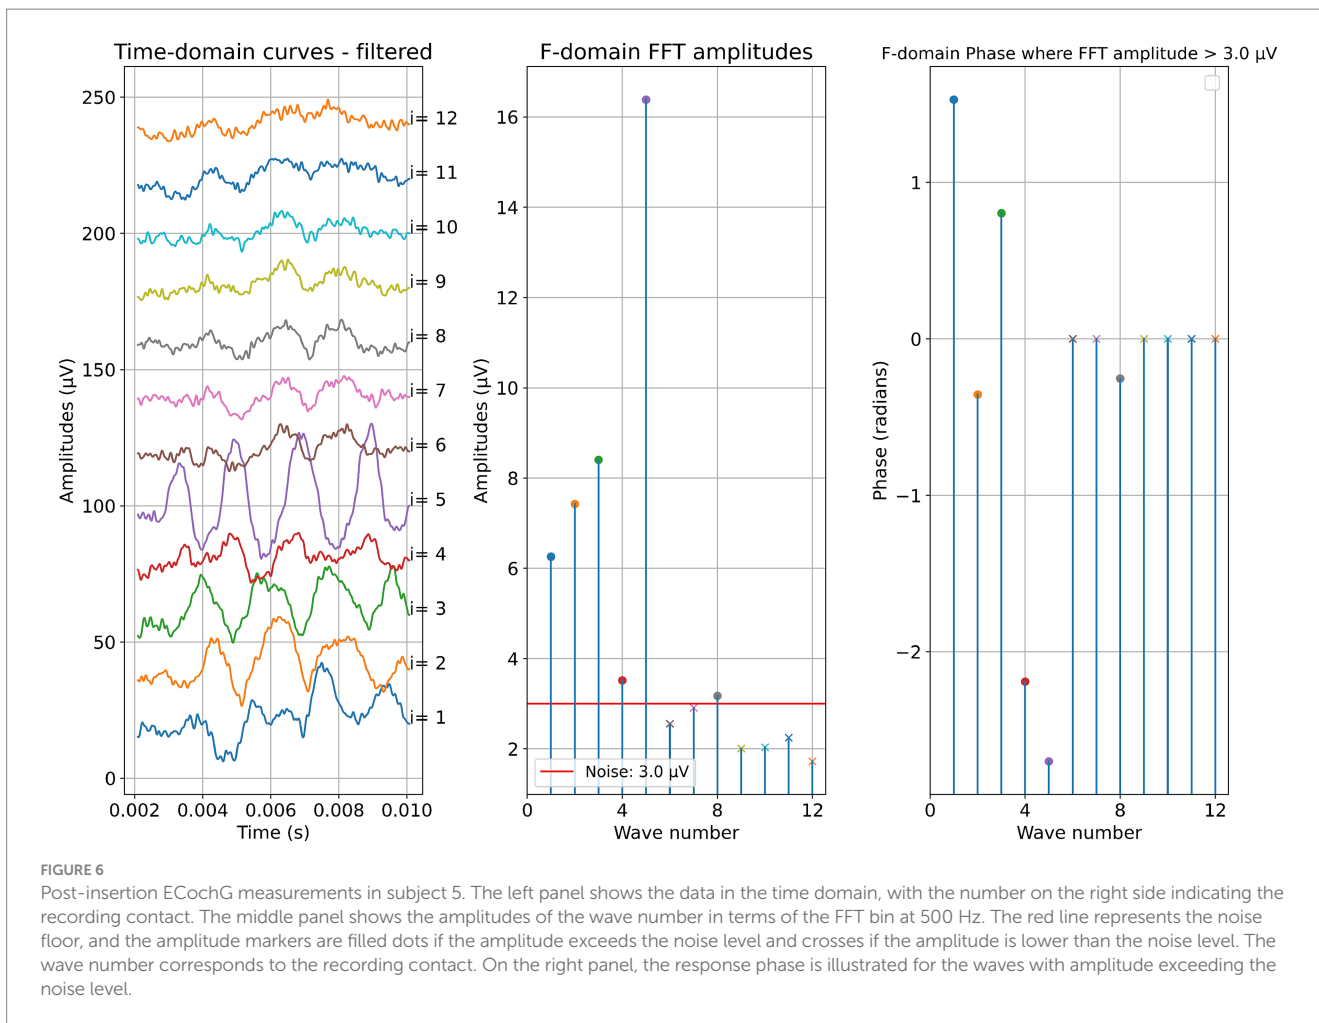 Time-domain curves - filtered
F-domain FFT amplitudes
F-domain Phase where FFT amplitude > 3.0 µV
Amplitudes (µV)
250
200
150
100
50
0
i= 12
i= 11
i= 10
i= 9
i= 8
i= 7
i= 6
i= 5
i= 4
i= 3
i= 2
i= 1
0.002 0.004 0.006 0.008 0.010
Time (s)
Amplitudes (µV)
16
14
12
10
8
6
4
2
Noise: 3.0 µV
0 4 8 12
Wave number
Phase (radians)
1
0
−1
−2
0 4 8 12
Wave number
FIGURE 6
Post-insertion ECochG measurements in subject 5. The left panel shows the data in the time domain, with the number on the right side indicating the
recording contact. The middle panel shows the amplitudes of the wave number in terms of the FFT bin at 500 Hz. The red line represents the noise
floor, and the amplitude markers are filled dots if the amplitude exceeds the noise level and crosses if the amplitude is lower than the noise level. The
wave number corresponds to the recording contact. On the right panel, the response phase is illustrated for the waves with amplitude exceeding the
noise level.